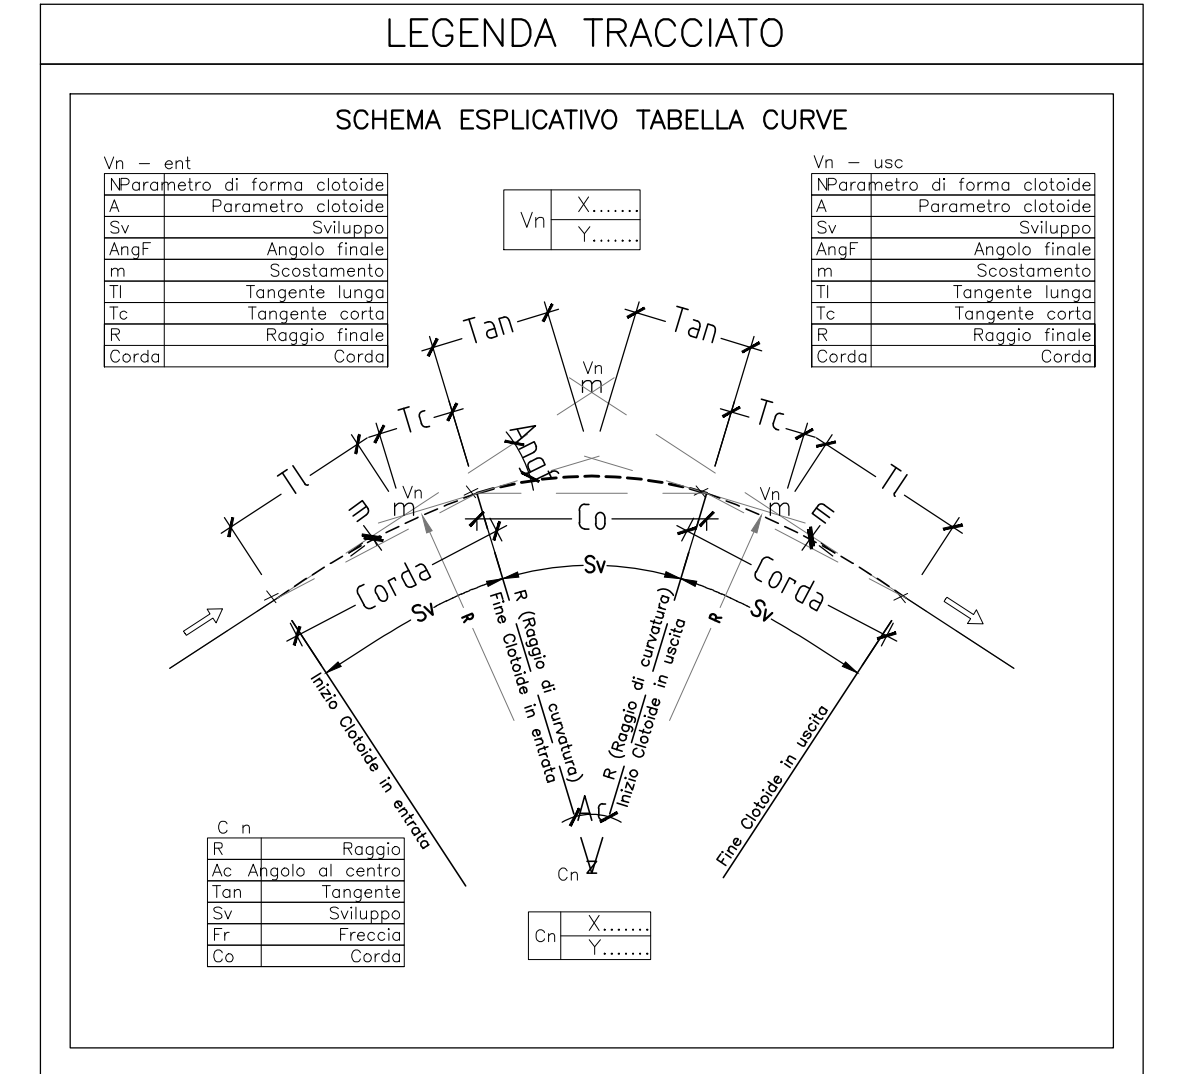 LEGENDA TRACCIATO
SCHEMA ESPLICATIVO TABELLA CURVE
Vn - ent
N Parametro di forma clotoide
A Parametro clotoide
Sv Sviluppo
AngF Angolo finale
m Scostamento
Tl Tangente lunga
Tc Tangente corta
R Raggio finale
Corda Corda
Vn X.......
Y.......
Vn - usc
N Parametro di forma clotoide
A Parametro clotoide
Sv Sviluppo
AngF Angolo finale
m Scostamento
Tl Tangente lunga
Tc Tangente corta
R Raggio finale
Corda Corda
Tan
Tan
Vn
m
Tc
Tc
AngF
Tl
Tl
Vn
m
Vn
m
m
m
Co
Corda
Corda
Sv
Sv
Sv
R
R
R (Raggio di curvatura)
Fine Clotoide in entrata
R (Raggio di curvatura)
Inizio Clotoide in uscita
Inizio Clotoide in entrata
Fine Clotoide in uscita
Ac
Cn
C n
R Raggio
Ac Angolo al centro
Tan Tangente
Sv Sviluppo
Fr Freccia
Co Corda
Cn X.......
Y.......